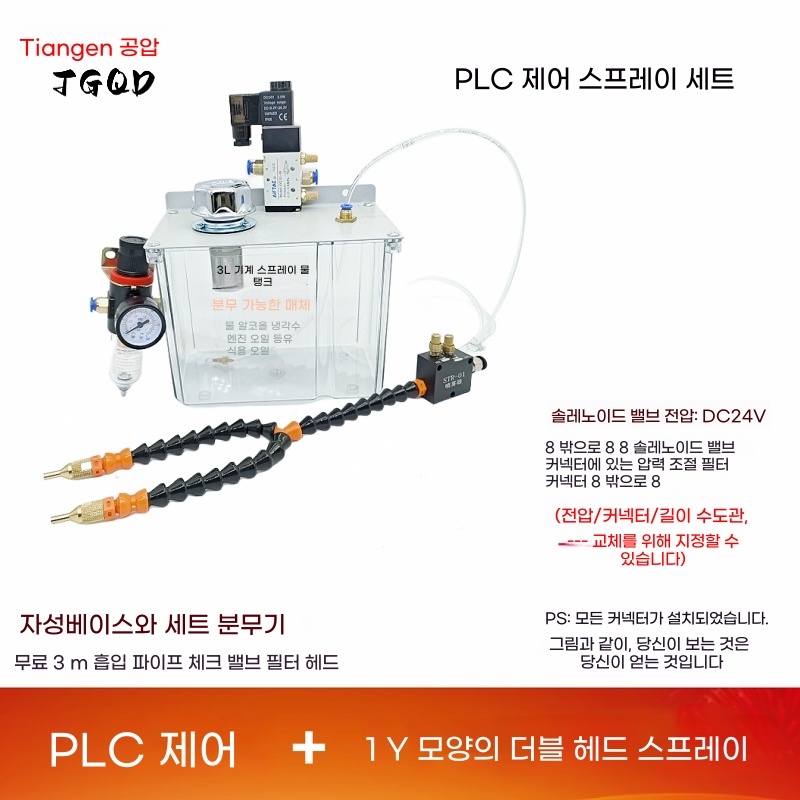 Tiangen 공압
JGQD
PLC 제어 스프레이 세트
AirTAC
3L 기계 스프레이 물
탱크
분무 가능한 매체
물 알코올 냉각수
엔진 오일 등유
식용 오일
STR-01
喷雾器
솔레노이드 밸브 전압: DC24V
8 밖으로 8 8 솔레노이드 밸브
커넥터에 있는 압력 조절 필터
커넥터 8 밖으로 8
(전압/커넥터/길이 수도관,
--- 교체를 위해 지정할 수
있습니다)
자성베이스와 세트 분무기
무료 3 m 흡입 파이프 체크 밸브 필터 헤드
PS: 모든 커넥터가 설치되었습니다.
그림과 같이, 당신이 보는 것은
당신이 얻는 것입니다
PLC 제어 + 1 Y 모양의 더블 헤드 스프레이